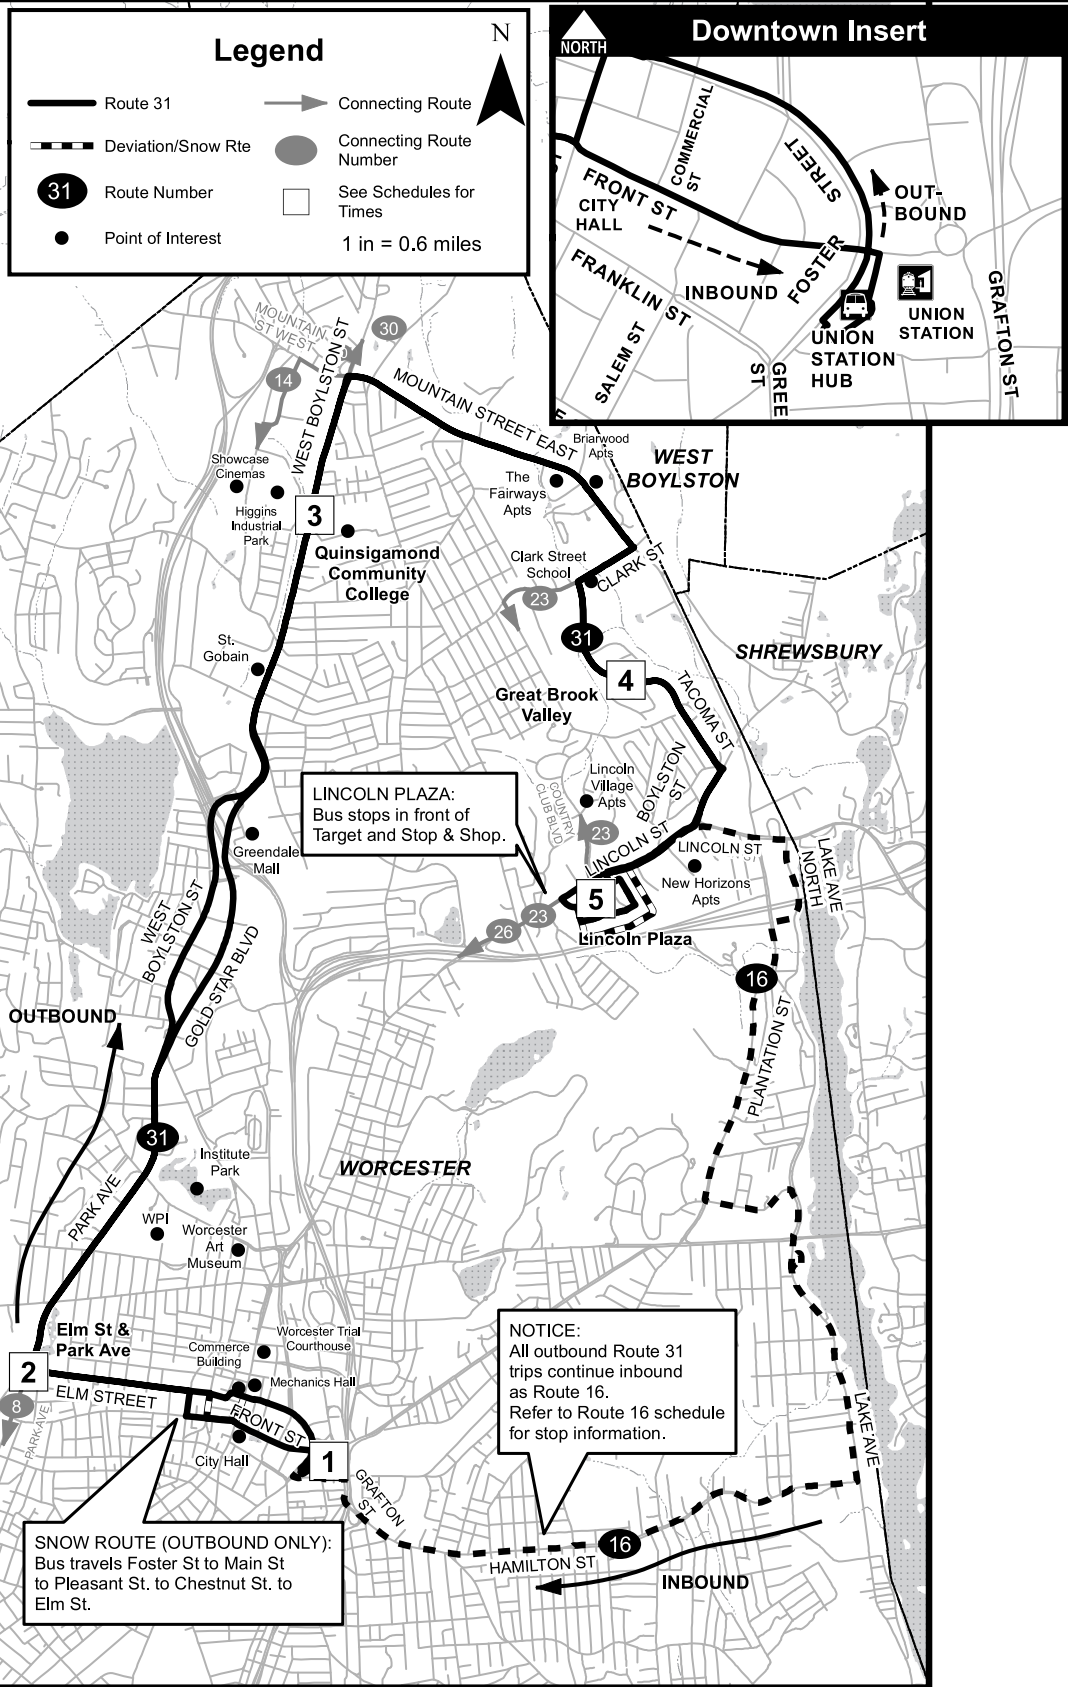 Legend
N
Route 31
Connecting Route
Deviation/Snow Rte
Connecting Route
Number
31
Route Number
See Schedules for
Times
Point of Interest
1 in = 0.6 miles
NORTH
Downtown Insert
COMMERCIAL
ST
STREET
FRONT ST
CITY
HALL
OUT-
BOUND
FOSTER
FRANKLIN ST
INBOUND
SALEM ST
UNION
STATION
UNION
STATION
HUB
GRAFTON ST
GREE
ST
MOUNTAIN
ST WEST
30
14
WEST BOYLSTON ST
MOUNTAIN STREET EAST
Showcase
Cinemas
Higgins
Industrial
Park
3
Quinsigamond
Community
College
The
Fairways
Apts
Briarwood
Apts
WEST
BOYLSTON
Clark Street
School
CLARK ST
23
31
SHREWSBURY
St.
Gobain
4
Great Brook
Valley
TACOMA ST
LINCOLN PLAZA:
Bus stops in front of
Target and Stop & Shop.
Lincoln
Village
Apts
BOYLSTON
ST
COUNTRY
CLUB BLVD
23
LINCOLN ST
LINCOLN ST
LAKE AVE
NORTH
Greendale
Mall
New Horizons
Apts
5
23
26
Lincoln Plaza
WEST
BOYLSTON ST
GOLD STAR BLVD
16
PLANTATION ST
OUTBOUND
31
Institute
Park
WORCESTER
PARK AVE
WPI
Worcester
Art
Museum
Elm St &
Park Ave
Worcester Trial
Courthouse
Commerce
Building
Mechanics Hall
2
ELM STREET
8
PARK AVE
FRONT ST
City Hall
1
GRAFTON
ST
NOTICE:
All outbound Route 31
trips continue inbound
as Route 16.
Refer to Route 16 schedule
for stop information.
LAKE AVE
SNOW ROUTE (OUTBOUND ONLY):
Bus travels Foster St to Main St
to Pleasant St. to Chestnut St. to
Elm St.
16
HAMILTON ST
INBOUND